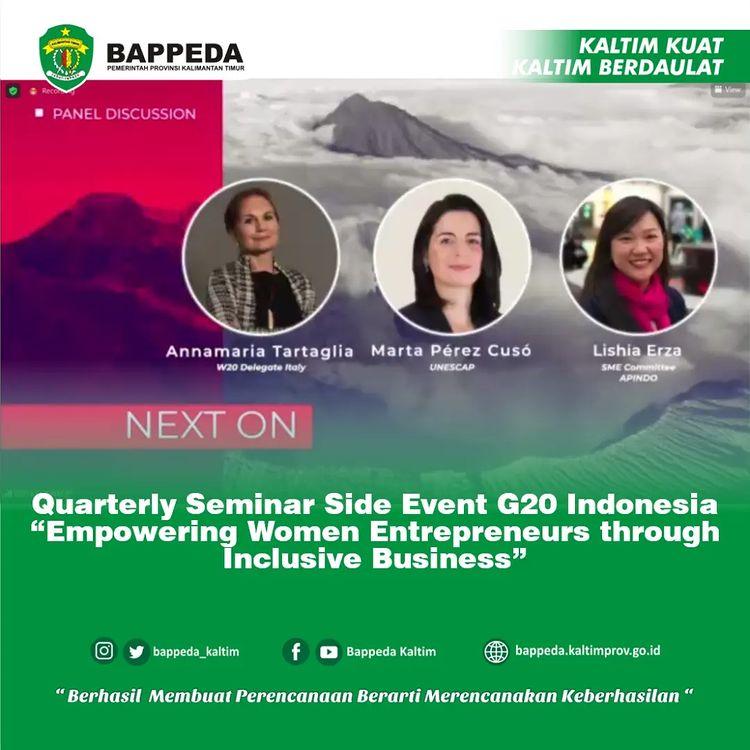 BAPPEDA
PEMERINTAH PROVINSI KALIMANTAN TIMUR
KALTIM KUAT
KALTIM BERDAULAT
Recording
View
PANEL DISCUSSION
Annamaria Tartaglia
W20 Delegate Italy
Marta Pérez Cusó
UNESCAP
Lishia Erza
SME Committee
APINDO
NEXT ON
Quarterly Seminar Side Event G20 Indonesia
“Empowering Women Entrepreneurs through
Inclusive Business”
bappeda_kaltim
Bappeda Kaltim
bappeda.kaltimprov.go.id
“ Berhasil Membuat Perencanaan Berarti Merencanakan Keberhasilan “